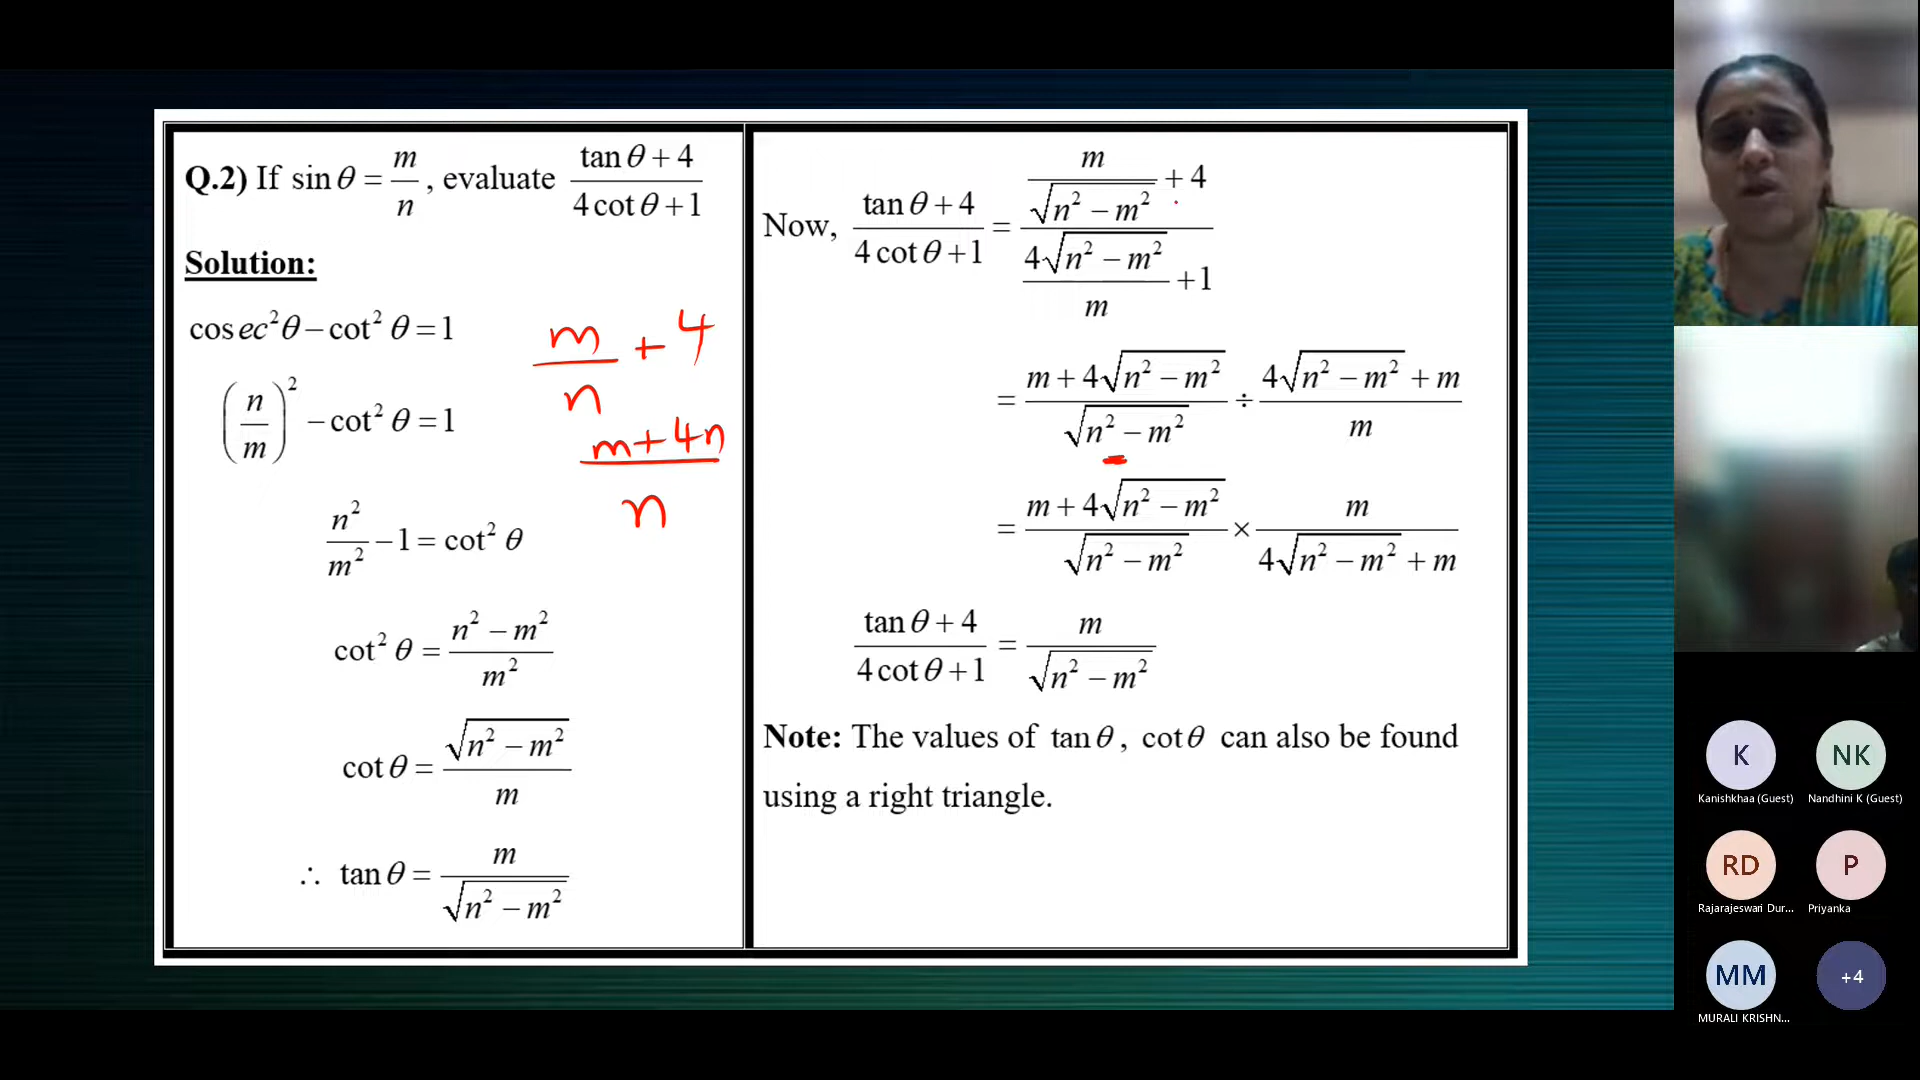 Q.2) If sin θ = m/n , evaluate (tan θ + 4)/(4 cot θ + 1)
Solution:
cosec²θ − cot² θ = 1
(n/m)² − cot² θ = 1
n²/m² − 1 = cot² θ
cot² θ = (n² − m²)/m²
cot θ = √(n² − m²)/m
∴ tan θ = m/√(n² − m²)
m/n + 4
(m + 4n)/n
Now, (tan θ + 4)/(4 cot θ + 1) = (m/√(n² − m²) + 4)/(4√(n² − m²)/m + 1)
= (m + 4√(n² − m²))/√(n² − m²) ÷ (4√(n² − m²) + m)/m
= (m + 4√(n² − m²))/√(n² − m²) × m/(4√(n² − m²) + m)
(tan θ + 4)/(4 cot θ + 1) = m/√(n² − m²)
Note: The values of tan θ , cot θ can also be found
using a right triangle.
K
NK
Kanishkhaa (Guest)
Nandhini K (Guest)
RD
P
Rajarajeswari Dur...
Priyanka
MM
+4
MURALI KRISHN...